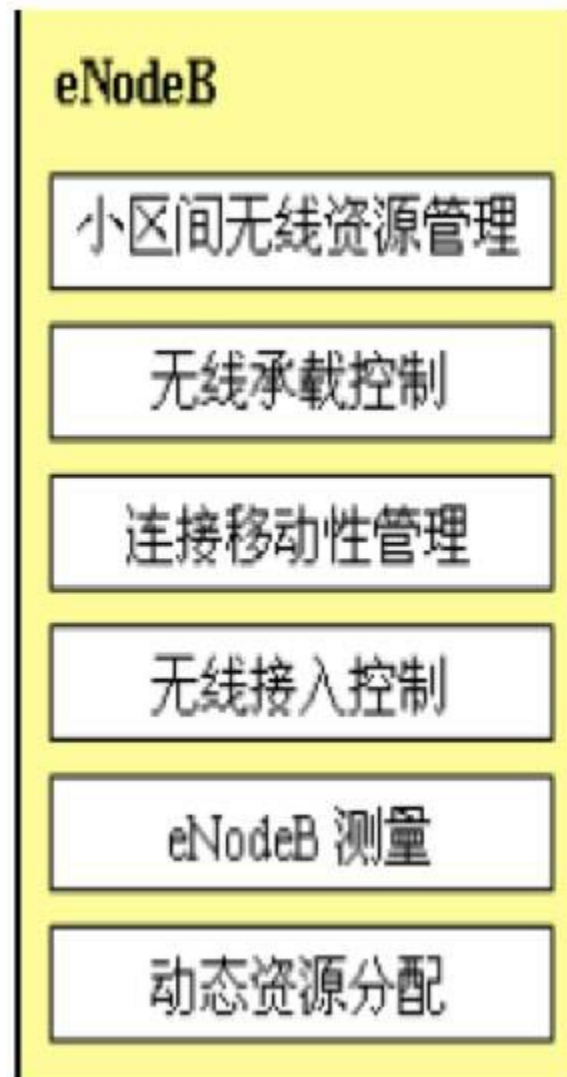 eNodeB
小区间无线资源管理
无线承载控制
连接移动性管理
无线接入控制
eNodeB 测量
动态资源分配